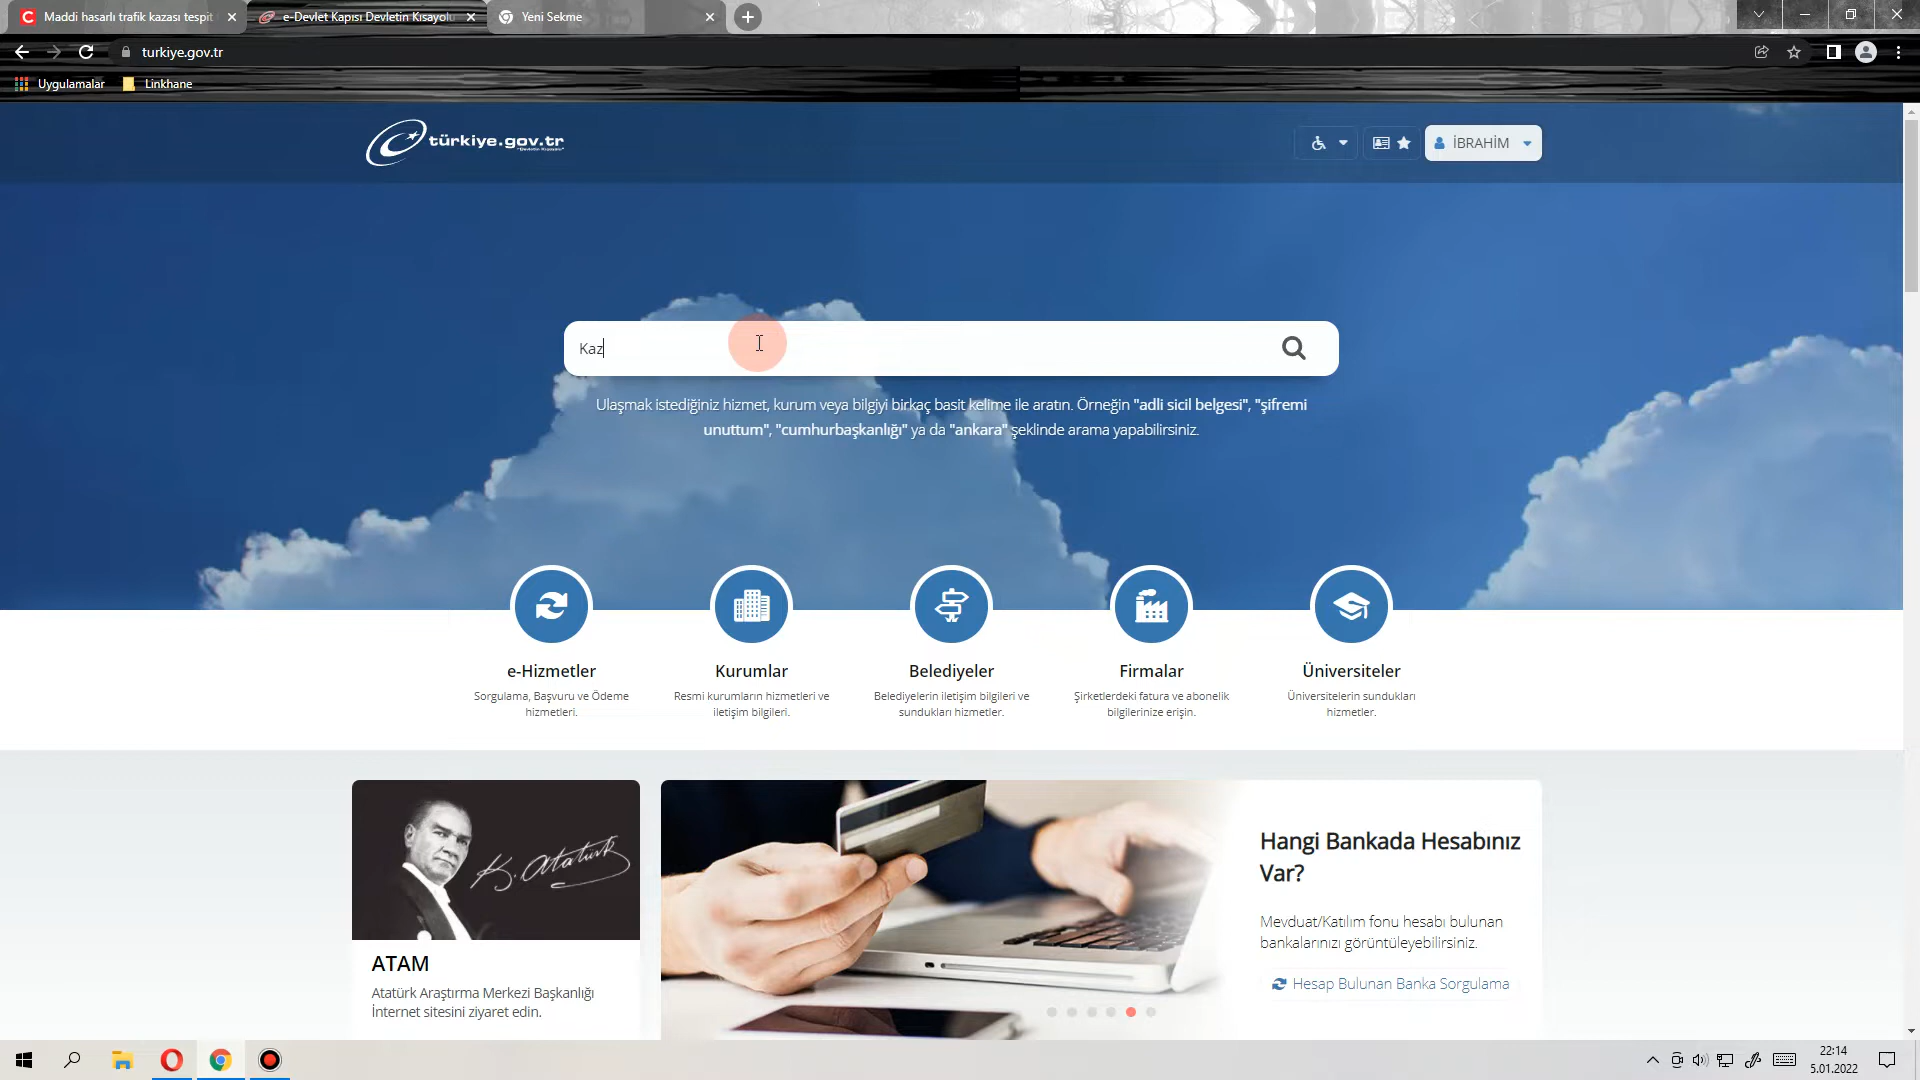 Maddi hasarlı trafik kazası tespit
e-Devlet Kapısı Devletin Kısayolu
Yeni Sekme
turkiye.gov.tr
Uygulamalar
Linkhane
türkiye.gov.tr
İBRAHİM
Kaz
Ulaşmak istediğiniz hizmet, kurum veya bilgiyi birkaç basit kelime ile aratın. Örneğin "adli sicil belgesi", "şifremi
unuttum", "cumhurbaşkanlığı" ya da "ankara" şeklinde arama yapabilirsiniz.
e-Hizmetler
Sorgulama, Başvuru ve Ödeme
hizmetleri.
Kurumlar
Resmi kurumların hizmetleri ve
iletişim bilgileri.
Belediyeler
Belediyelerin iletişim bilgileri ve
sundukları hizmetler.
Firmalar
Şirketlerdeki fatura ve abonelik
bilgilerinize erişin.
Üniversiteler
Üniversitelerin sundukları
hizmetler.
K. Atatürk
ATAM
Atatürk Araştırma Merkezi Başkanlığı
İnternet sitesini ziyaret edin.
Hangi Bankada Hesabınız
Var?
Mevduat/Katılım fonu hesabı bulunan
bankalarınızı görüntüleyebilirsiniz.
Hesap Bulunan Banka Sorgulama
22:14
5.01.2022